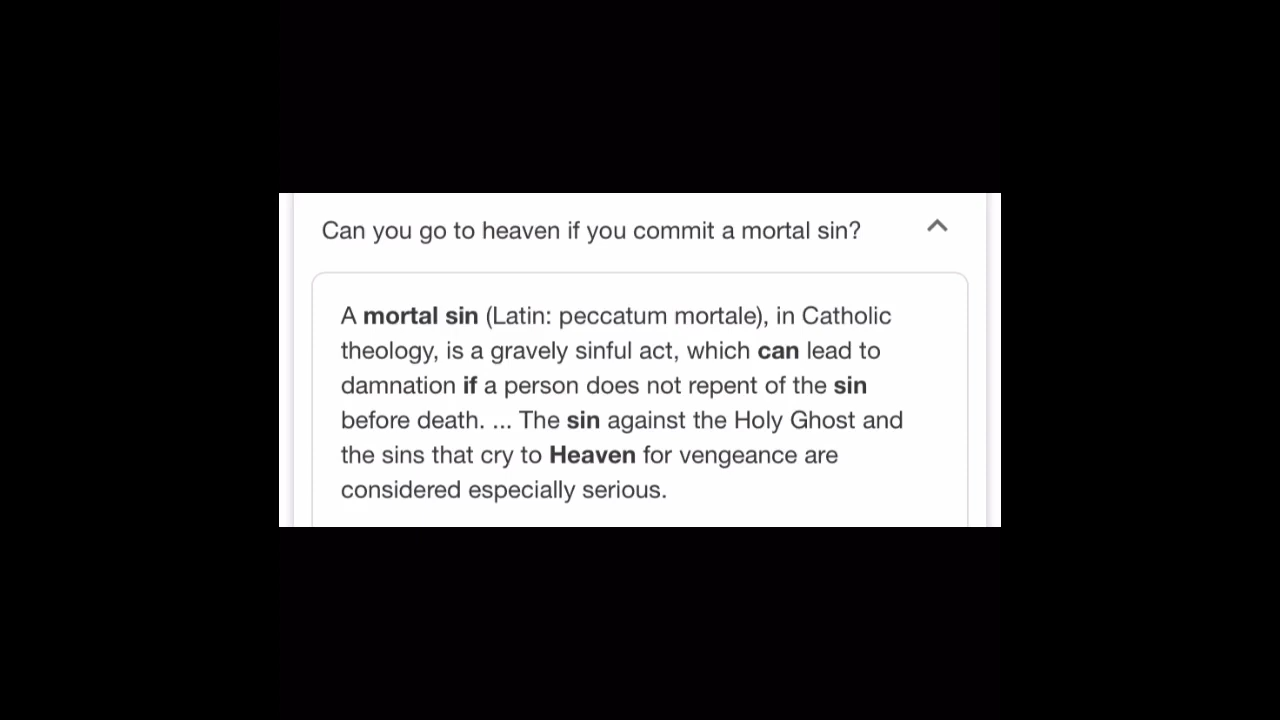 Can you go to heaven if you commit a mortal sin?
A mortal sin (Latin: peccatum mortale), in Catholic
theology, is a gravely sinful act, which can lead to
damnation if a person does not repent of the sin
before death. ... The sin against the Holy Ghost and
the sins that cry to Heaven for vengeance are
considered especially serious.